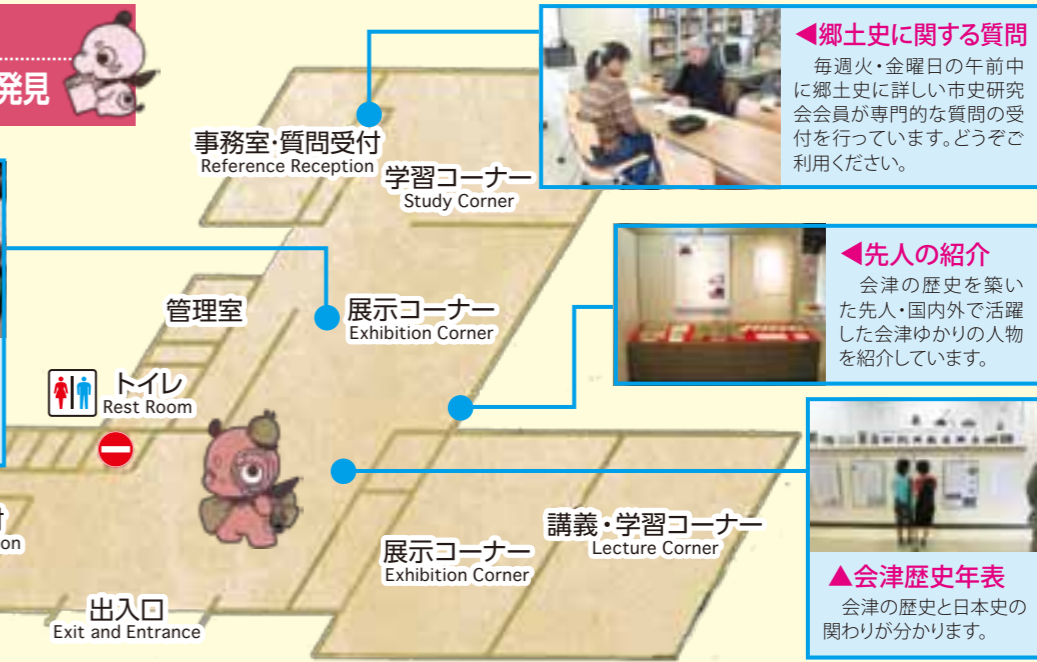 発見
事務室・質問受付
Reference Reception
学習コーナー
Study Corner
◀郷土史に関する質問
毎週火・金曜日の午前中
に郷土史に詳しい市史研究
会会員が専門的な質問の受
付を行っています。どうぞご
利用ください。
管理室
展示コーナー
Exhibition Corner
◀先人の紹介
会津の歴史を築い
た先人・国内外で活躍
した会津ゆかりの人物
を紹介しています。
トイレ
Rest Room
on
展示コーナー
Exhibition Corner
講義・学習コーナー
Lecture Corner
出入口
Exit and Entrance
▲会津歴史年表
会津の歴史と日本史の
関わりが分かります。